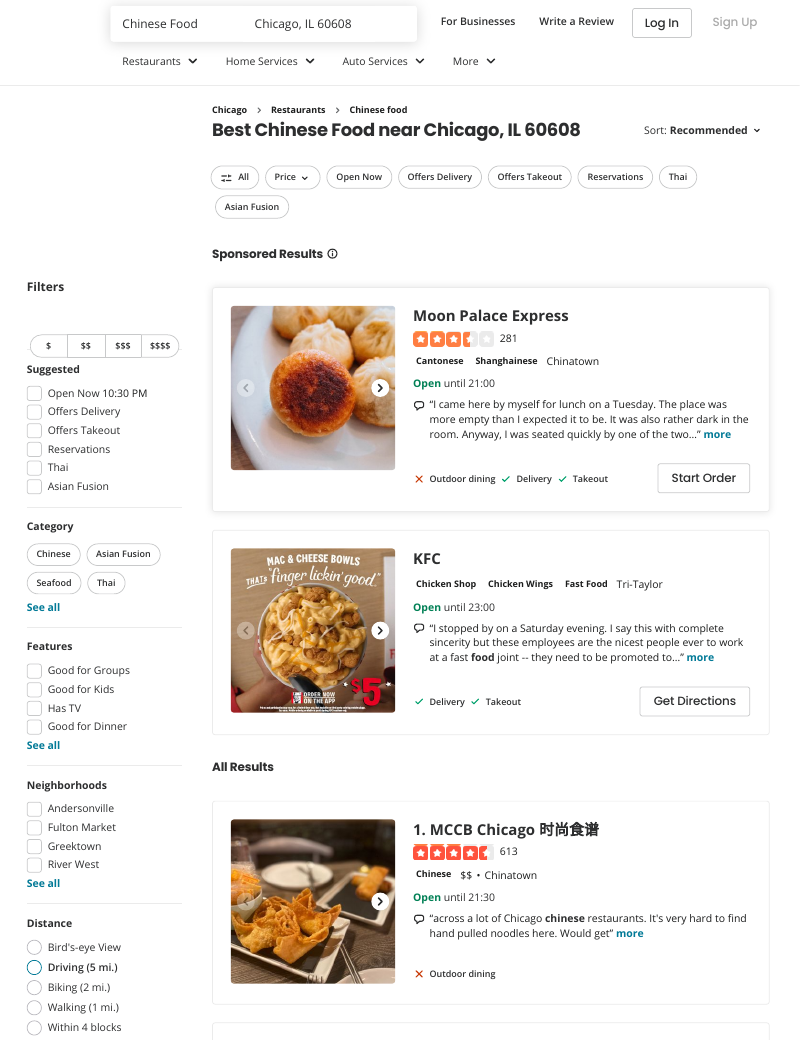 Chinese Food
Chicago, IL 60608
For Businesses
Write a Review
Log In
Sign Up
Restaurants
Home Services
Auto Services
More
Chicago > Restaurants > Chinese food
Best Chinese Food near Chicago, IL 60608
Sort: Recommended
All
Price
Open Now
Offers Delivery
Offers Takeout
Reservations
Thai
Asian Fusion
Sponsored Results
Filters
$
$$
$$$
$$$$
Suggested
Open Now 10:30 PM
Offers Delivery
Offers Takeout
Reservations
Thai
Asian Fusion
Category
Chinese
Asian Fusion
Seafood
Thai
See all
Features
Good for Groups
Good for Kids
Has TV
Good for Dinner
See all
Neighborhoods
Andersonville
Fulton Market
Greektown
River West
See all
Distance
Bird's-eye View
Driving (5 mi.)
Biking (2 mi.)
Walking (1 mi.)
Within 4 blocks
Moon Palace Express
281
Cantonese Shanghainese Chinatown
Open until 21:00
“I came here by myself for lunch on a Tuesday. The place was
more empty than I expected it to be. It was also rather dark in the
room. Anyway, I was seated quickly by one of the two…” more
Outdoor dining Delivery Takeout
Start Order
MAC & CHEESE BOWLS
THAT'S "finger lickin' good."
$5
ORDER NOW
ON THE APP
KFC
Chicken Shop Chicken Wings Fast Food Tri-Taylor
Open until 23:00
“I stopped by on a Saturday evening. I say this with complete
sincerity but these employees are the nicest people ever to work
at a fast food joint -- they need to be promoted to…” more
Delivery Takeout
Get Directions
All Results
1. MCCB Chicago 时尚食谱
613
Chinese $$ • Chinatown
Open until 21:30
“across a lot of Chicago chinese restaurants. It's very hard to find
hand pulled noodles here. Would get” more
Outdoor dining